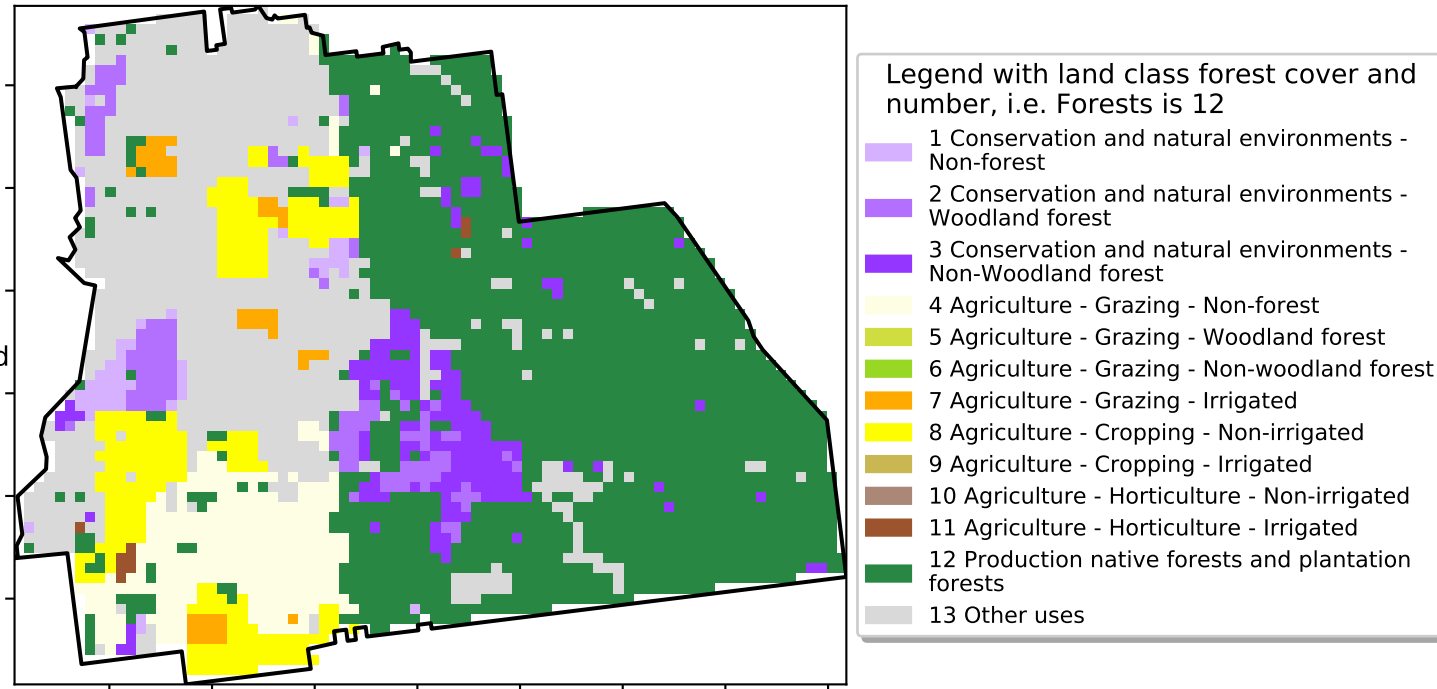 d
Legend with land class forest cover and
number, i.e. Forests is 12
1 Conservation and natural environments -
Non-forest
2 Conservation and natural environments -
Woodland forest
3 Conservation and natural environments -
Non-Woodland forest
4 Agriculture - Grazing - Non-forest
5 Agriculture - Grazing - Woodland forest
6 Agriculture - Grazing - Non-woodland forest
7 Agriculture - Grazing - Irrigated
8 Agriculture - Cropping - Non-irrigated
9 Agriculture - Cropping - Irrigated
10 Agriculture - Horticulture - Non-irrigated
11 Agriculture - Horticulture - Irrigated
12 Production native forests and plantation
forests
13 Other uses